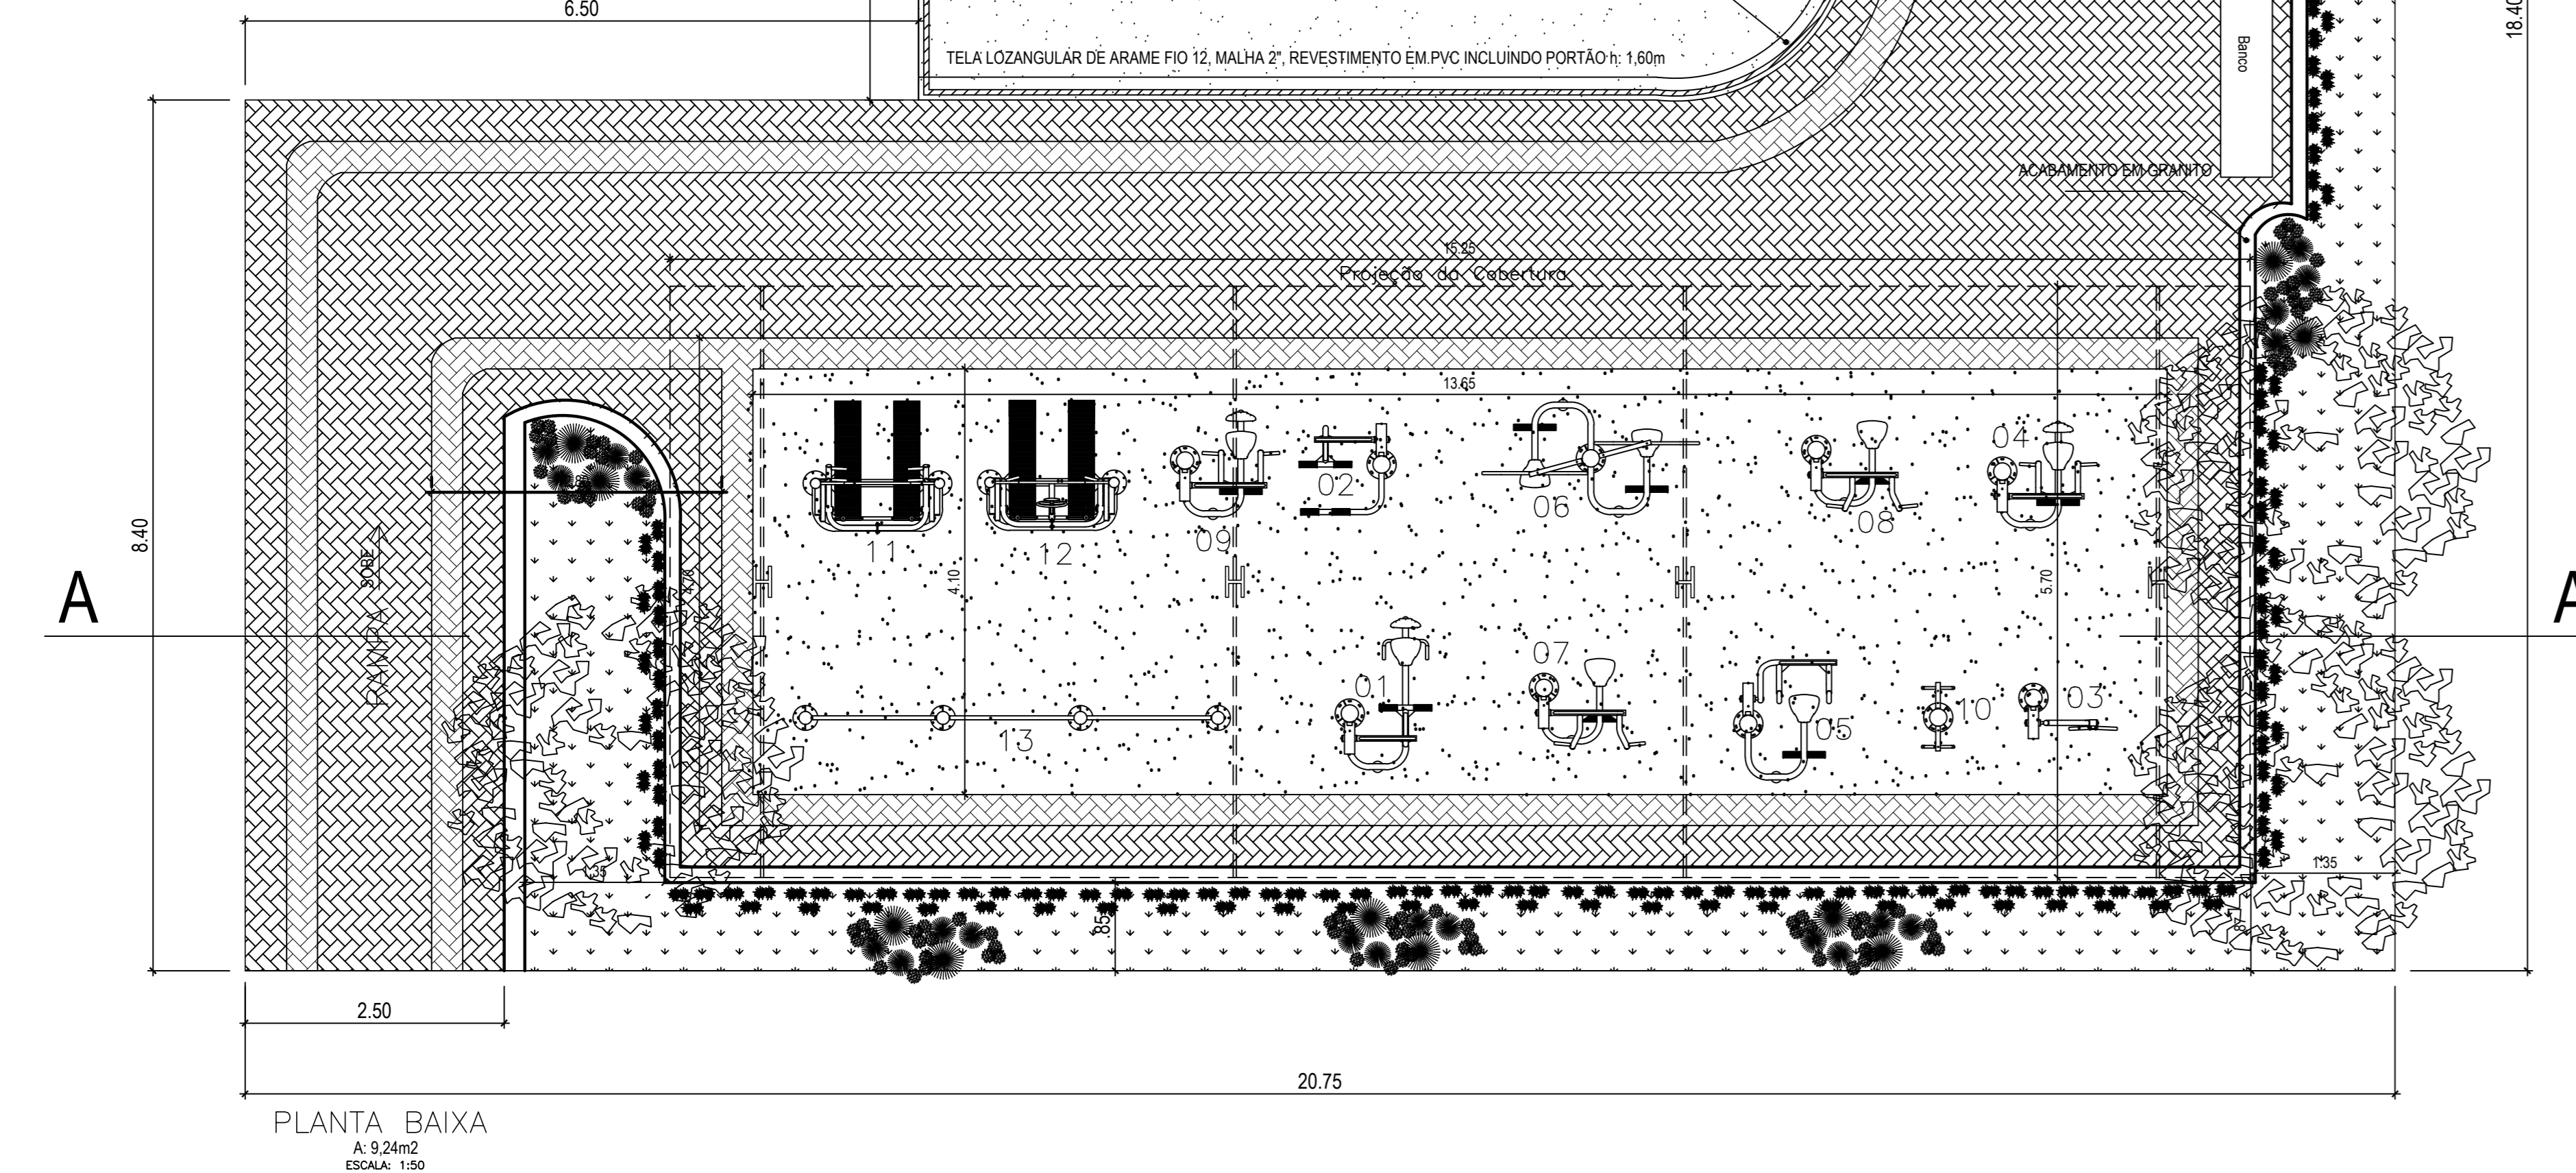 6.50
18.40
TELA LOZANGULAR DE ARAME FIO 12, MALHA 2", REVESTIMENTO EM PVC INCLUINDO PORTÃO h: 1,60m
Banco
ACABAMENTO EM GRANITO
15.25
Projeção da Cobertura
13.65
04
02
06
08
09
11
12
8.40
SOBE
RAMPA
4.70
4.10
5.70
A
A
07
01
03
10
05
13
1.35
1.35
.85
2.50
20.75
PLANTA BAIXA
A: 9,24m2
ESCALA: 1:50